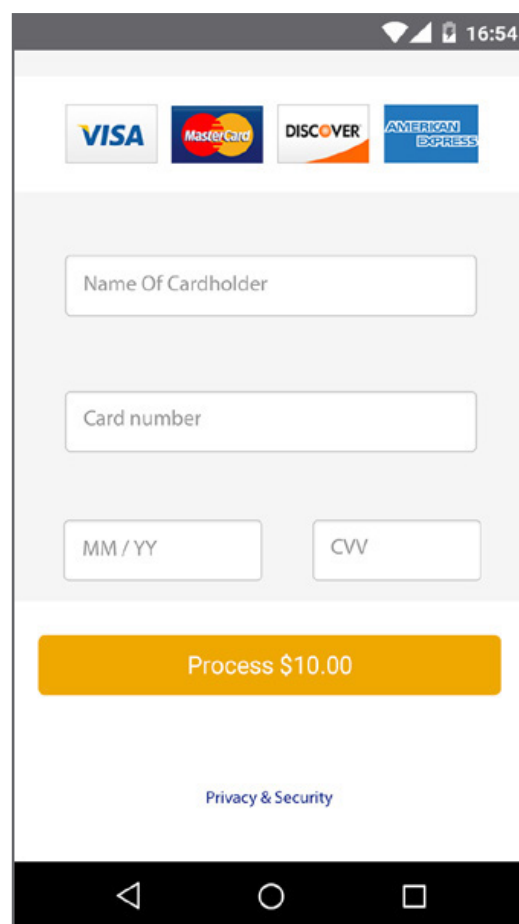 16:54
VISA MasterCard DISCOVER AMERICAN EXPRESS
Name Of Cardholder
Card number
MM / YY CVV
Process $10.00
Privacy & Security